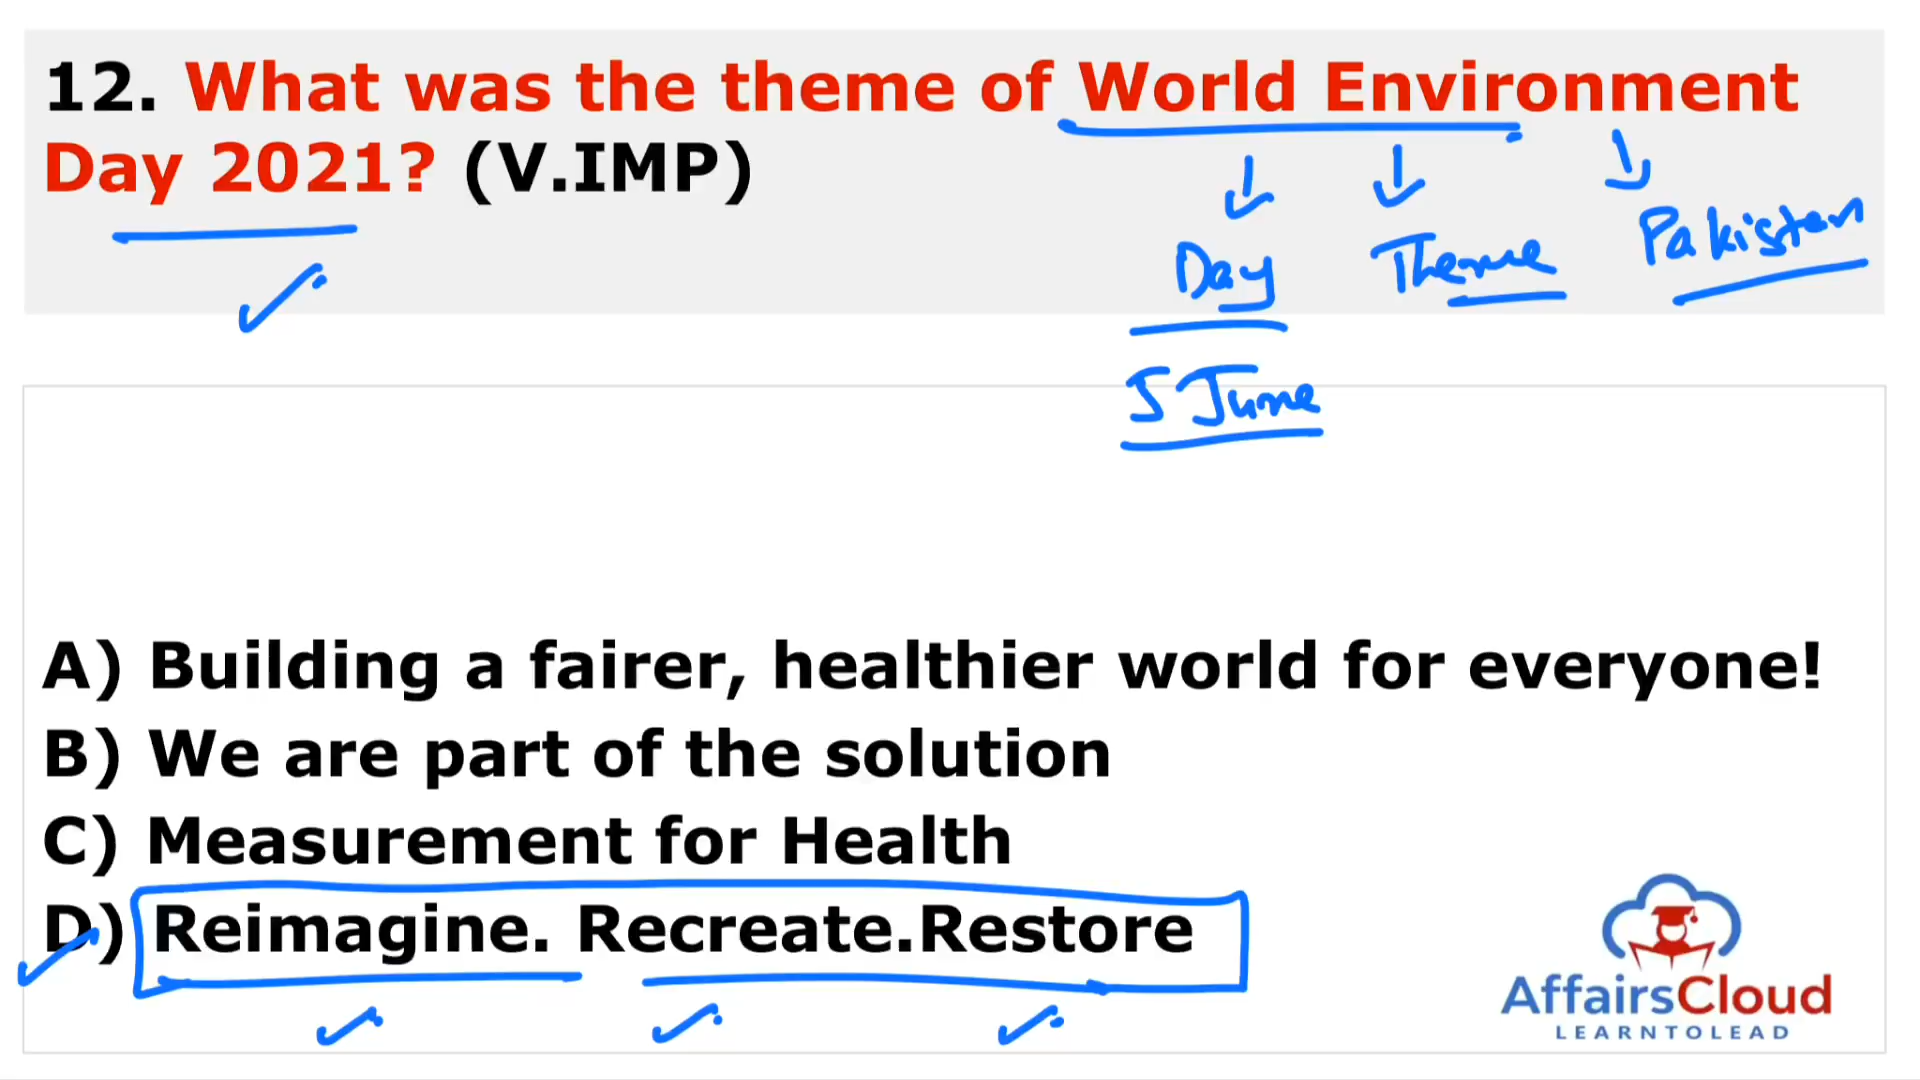 12. What was the theme of World Environment
Day 2021? (V.IMP)
Day Theme Pakistan
5 June
A) Building a fairer, healthier world for everyone!
B) We are part of the solution
C) Measurement for Health
D) Reimagine. Recreate.Restore
AffairsCloud
LEARNTOLEAD